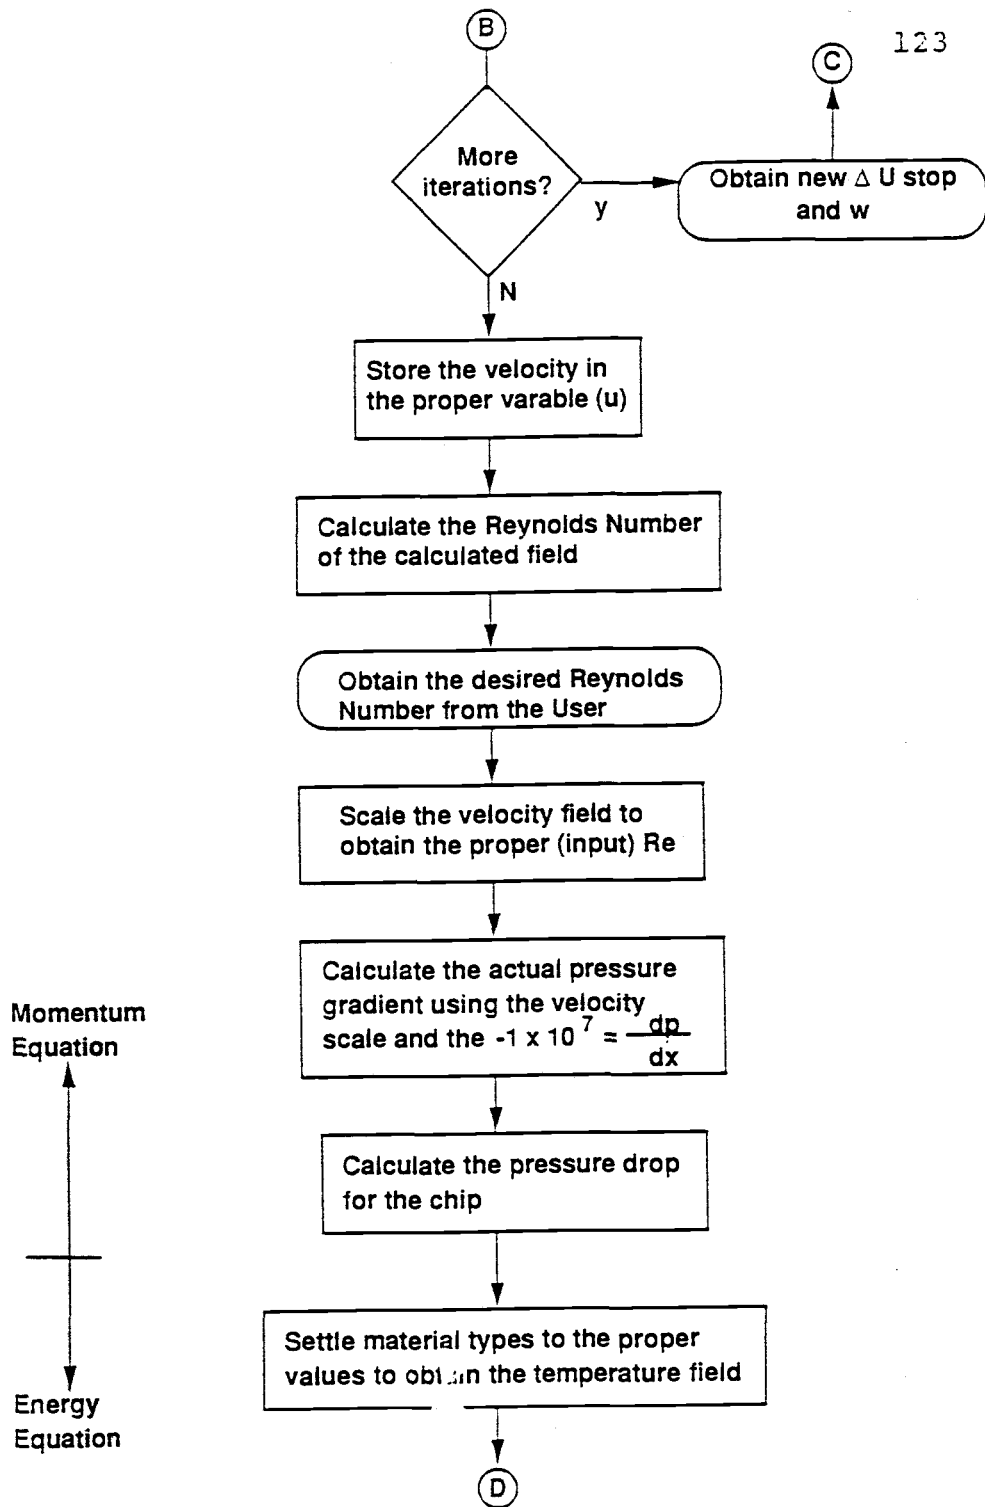 123
B
C
More
iterations?
y
Obtain new Δ U stop
and w
N
Store the velocity in
the proper varable (u)
Calculate the Reynolds Number
of the calculated field
Obtain the desired Reynolds
Number from the User
Scale the velocity field to
obtain the proper (input) Re
Calculate the actual pressure
gradient using the velocity
scale and the -1 x 10 7 = dp
dx
Momentum
Equation
Calculate the pressure drop
for the chip
Settle material types to the proper
values to obtain the temperature field
Energy
Equation
D